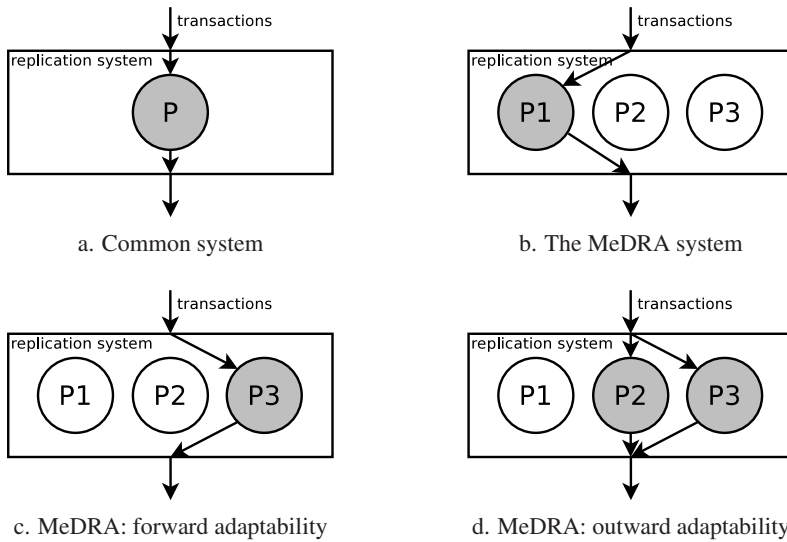 transactions
replication system
P
a. Common system
transactions
replication system
P1
P2
P3
b. The MeDRA system
transactions
replication system
P1
P2
P3
c. MeDRA: forward adaptability
transactions
replication system
P1
P2
P3
d. MeDRA: outward adaptability